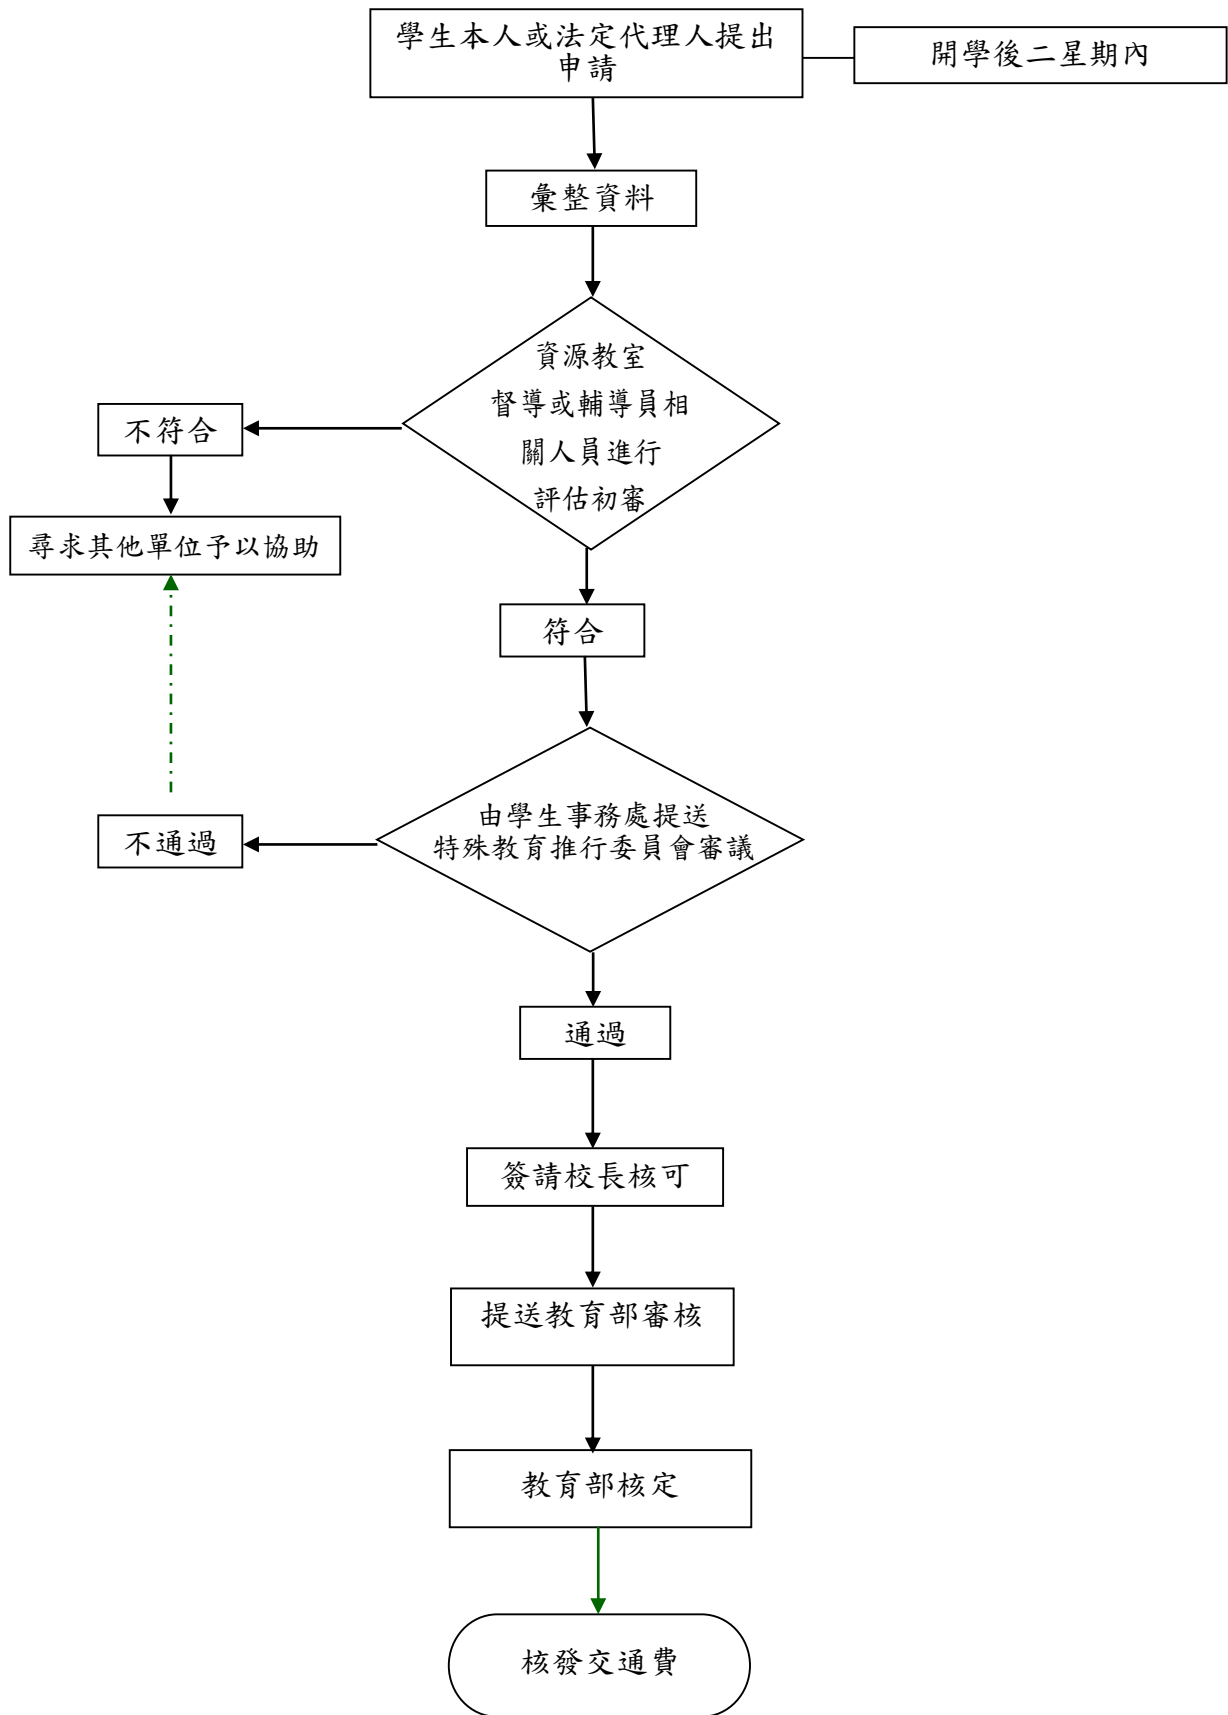 學生本人或法定代理人提出
申請
開學後二星期內
彙整資料
資源教室
督導或輔導員相
關人員進行
評估初審
不符合
尋求其他單位予以協助
符合
由學生事務處提送
特殊教育推行委員會審議
不通過
通過
簽請校長核可
提送教育部審核
教育部核定
核發交通費